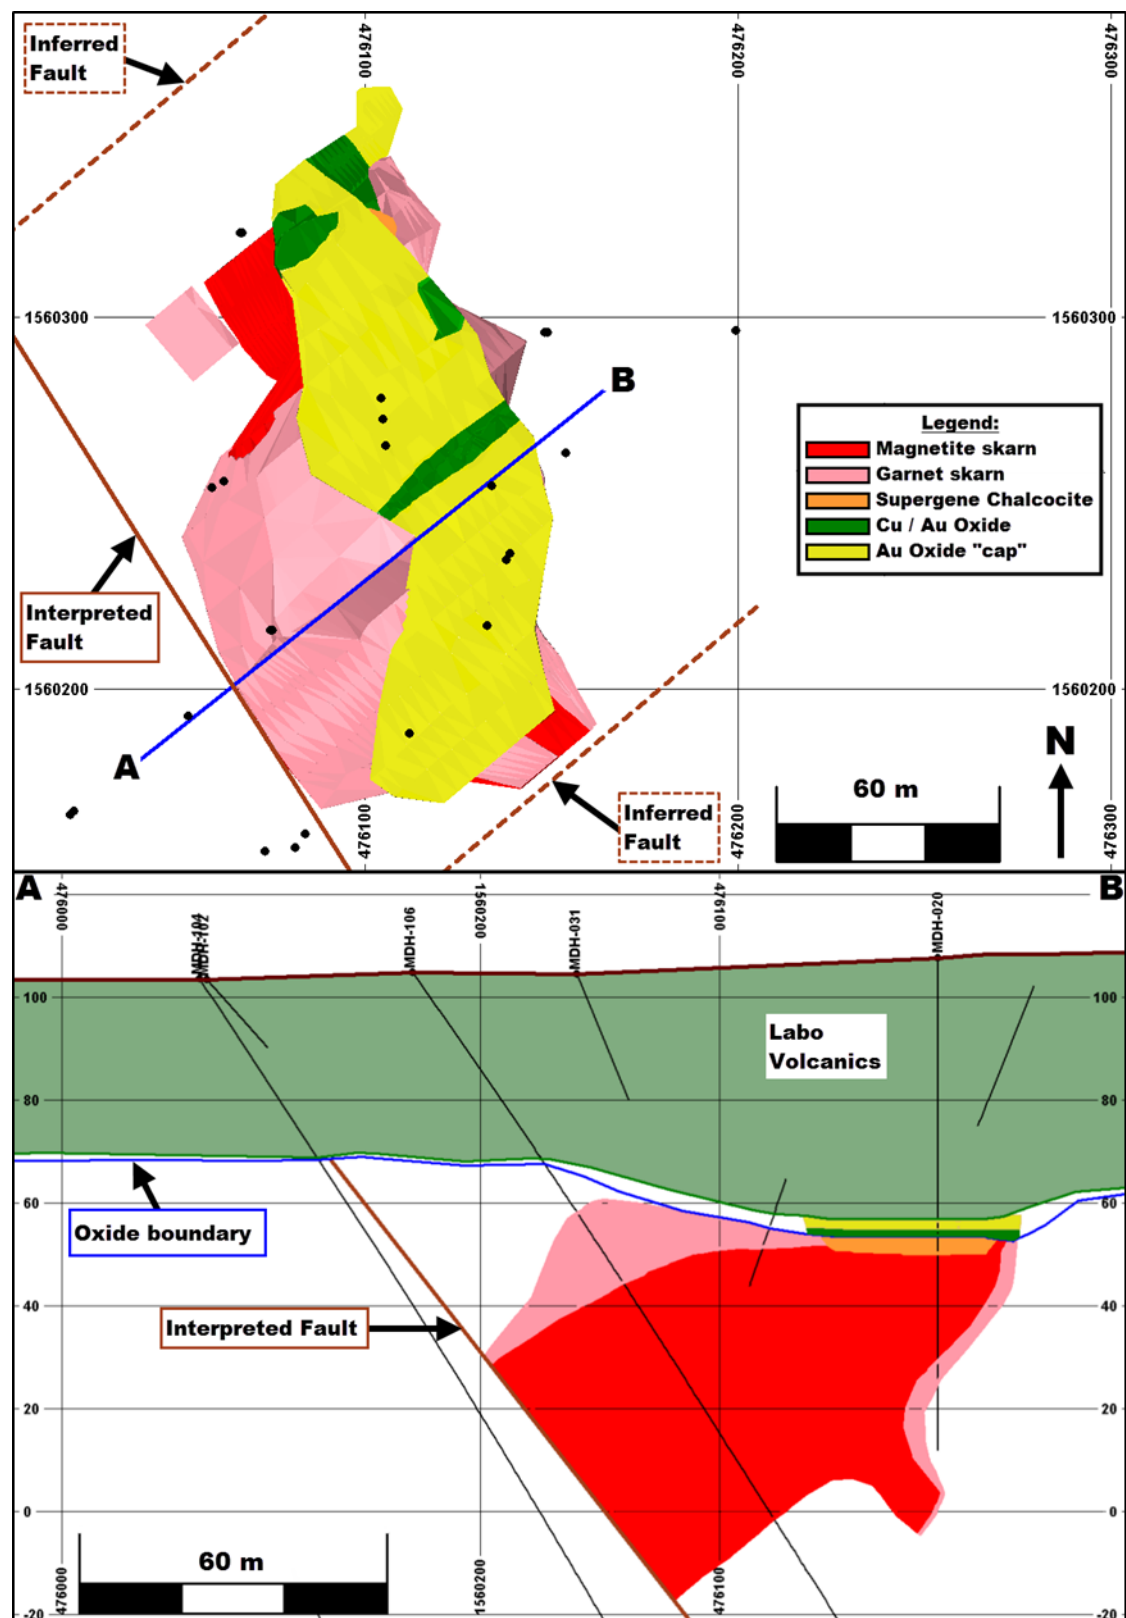 Inferred
Fault
476100
476200
476300
1560300
1560300
B
Legend:
Magnetite skarn
Garnet skarn
Supergene Chalcocite
Cu / Au Oxide
Au Oxide "cap"
Interpreted
Fault
1560200
1560200
A
N
60 m
Inferred
Fault
476100
476200
476300
A
B
476000
1560200
476100
MDH-102
MDH-106
MDH-031
MDH-020
100
100
Labo
Volcanics
80
80
60
60
Oxide boundary
40
40
Interpreted Fault
20
20
0
0
60 m
476000
1560200
476100
-20
-20